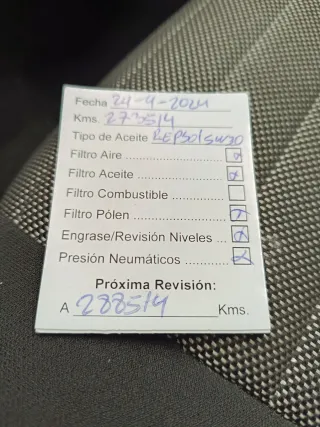 Fecha 24-4-2024
Kms. 273514
Tipo de Aceite REPSOL 5W30
Filtro Aire
Filtro Aceite
Filtro Combustible
Filtro Pólen
Engrase/Revisión Niveles
Presión Neumáticos
Próxima Revisión:
A 288514 Kms.